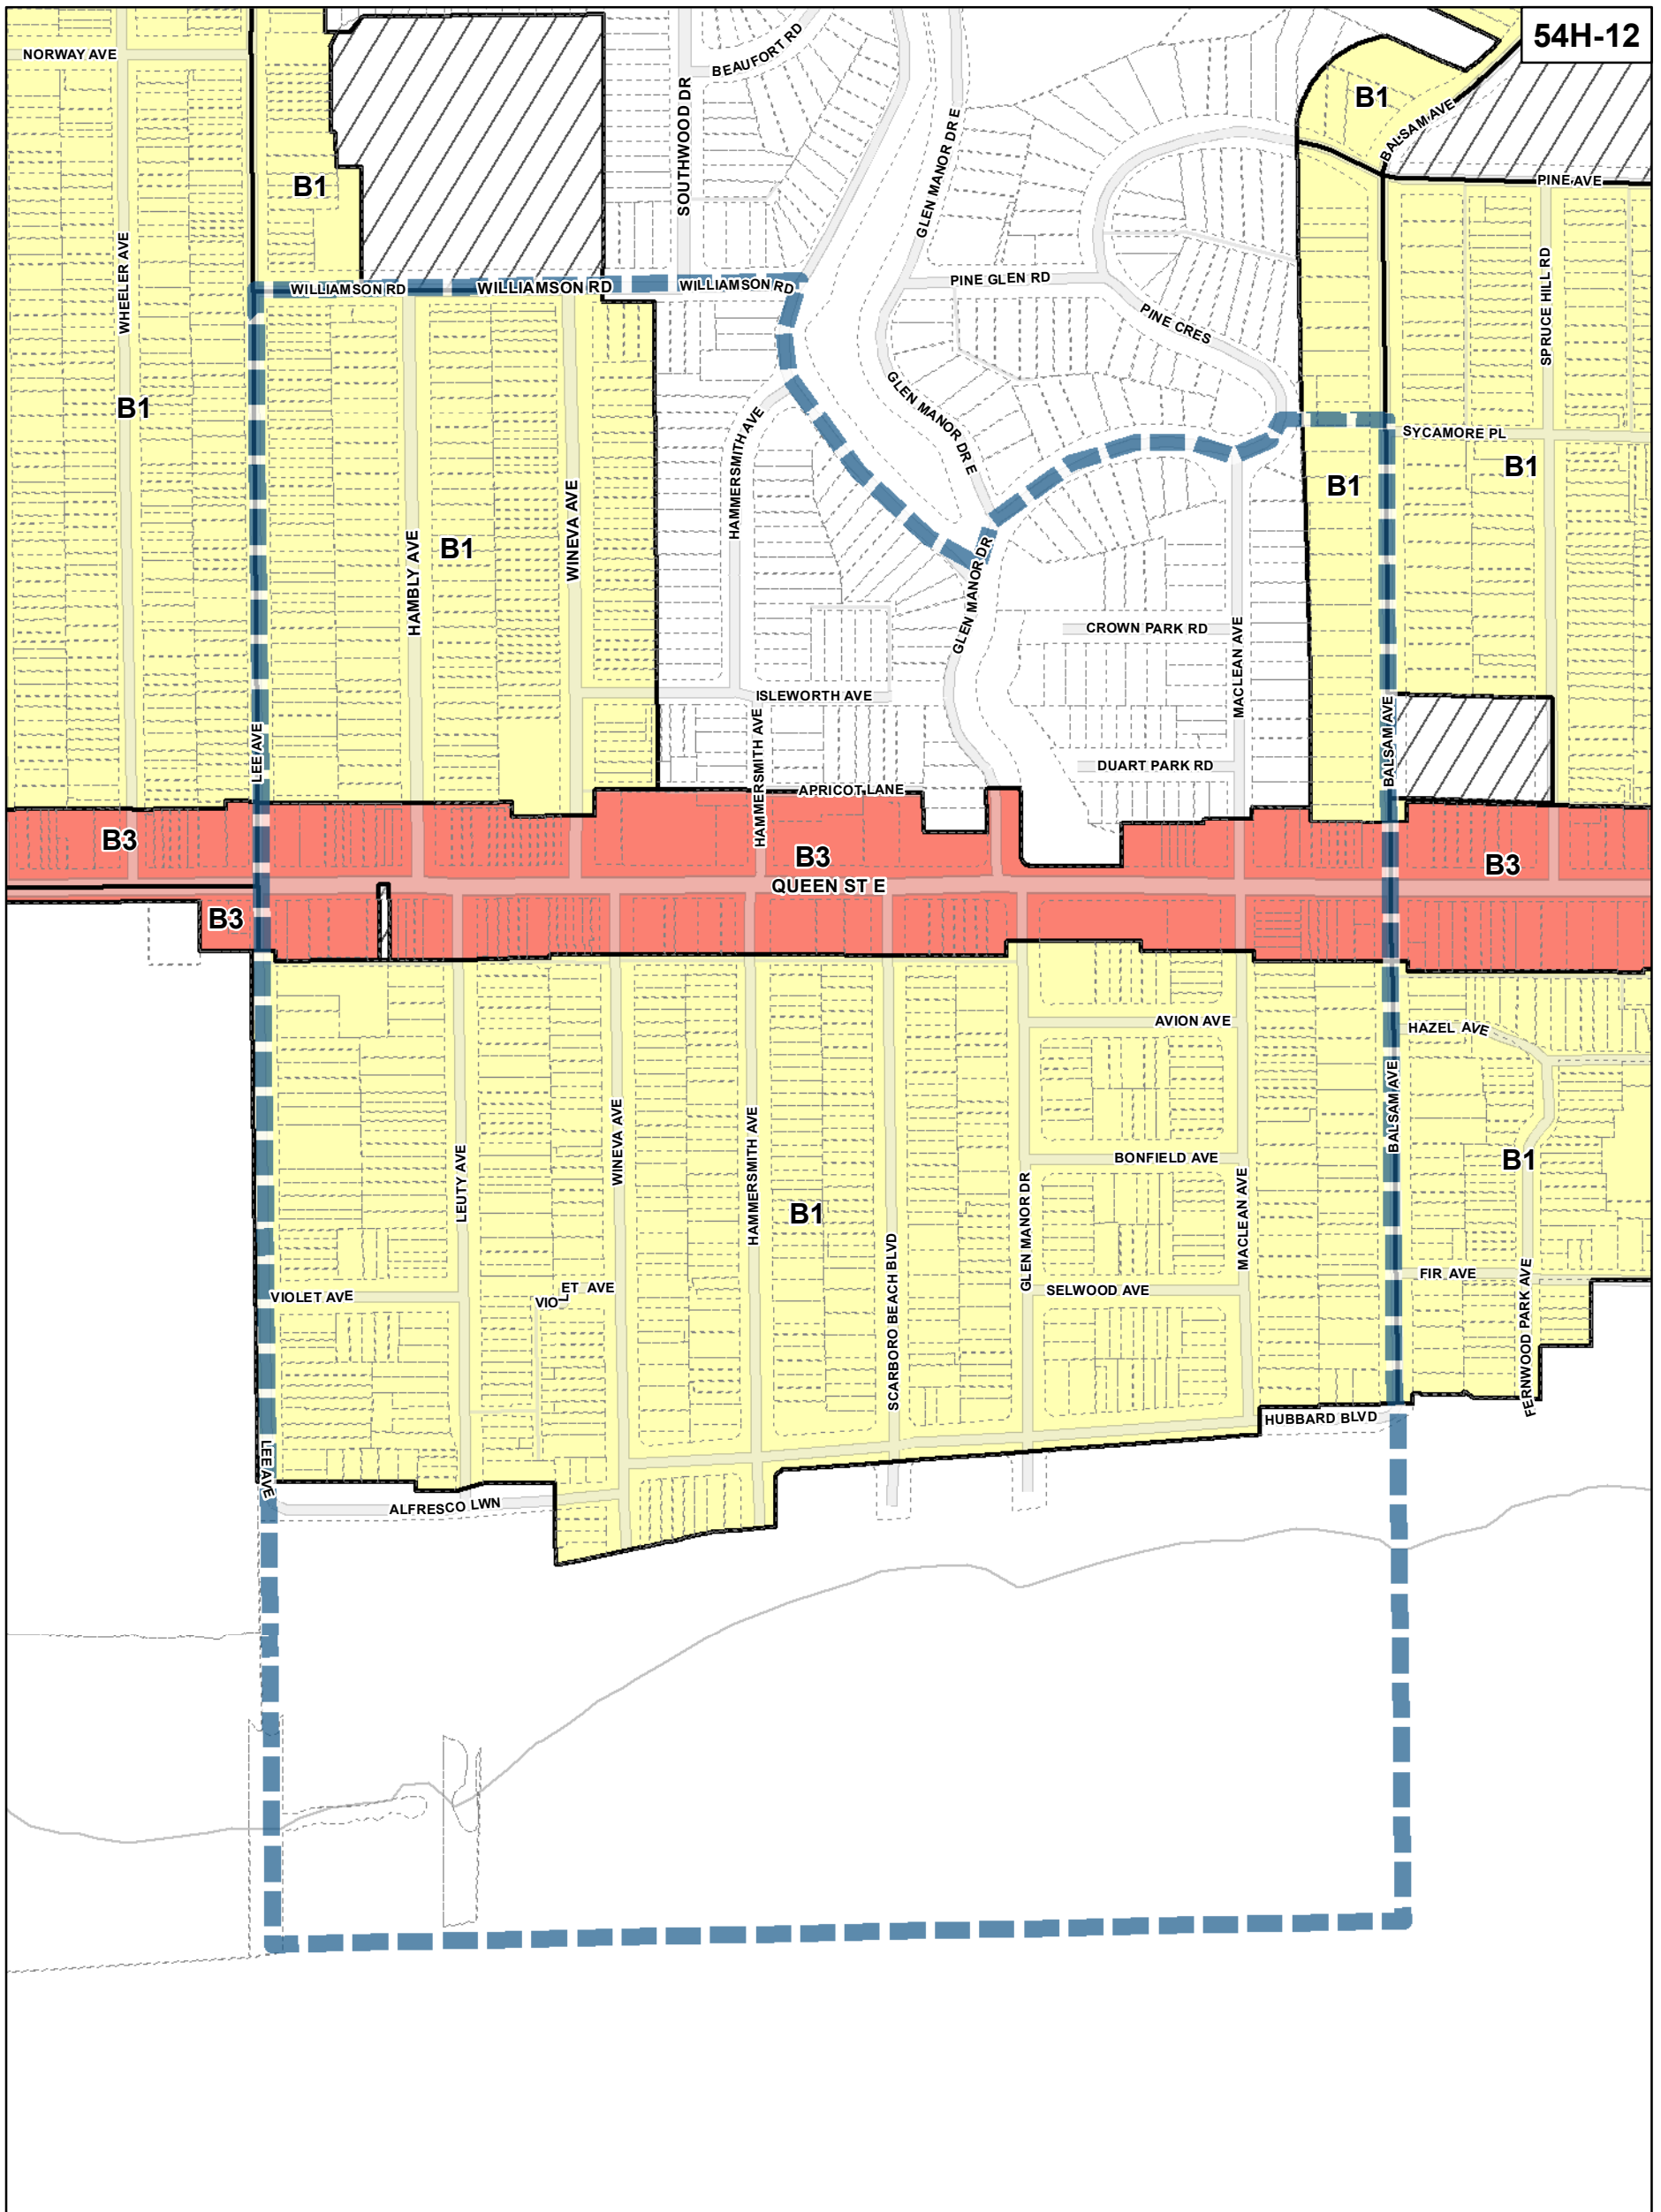 54H-12
NORWAY AVE
BEAUFORT RD
B1
BALSAM AVE
SOUTHWOOD DR
GLEN MANOR DR E
PINE AVE
B1
WHEELER AVE
SPRUCE HILL RD
WILLIAMSON RD
WILLIAMSON RD
WILLIAMSON RD
PINE GLEN RD
PINE CRES
B1
GLEN MANOR DR E
HAMMERSMITH AVE
SYCAMORE PL
B1
B1
WINEVA AVE
B1
HAMBLY AVE
GLEN MANOR DR
CROWN PARK RD
MACLEAN AVE
ISLEWORTH AVE
LEE AVE
HAMMERSMITH AVE
BALSAM AVE
DUART PARK RD
APRICOT LANE
B3
B3
B3
QUEEN ST E
B3
AVION AVE
HAZEL AVE
BALSAM AVE
WINEVA AVE
HAMMERSMITH AVE
LEUTY AVE
BONFIELD AVE
B1
B1
MACLEAN AVE
GLEN MANOR DR
SCARBORO BEACH BLVD
FIR AVE
VIOLET AVE
VIOLET AVE
SELWOOD AVE
FERNWOOD PARK AVE
HUBBARD BLVD
LEE AVE
ALFRESCO LWN